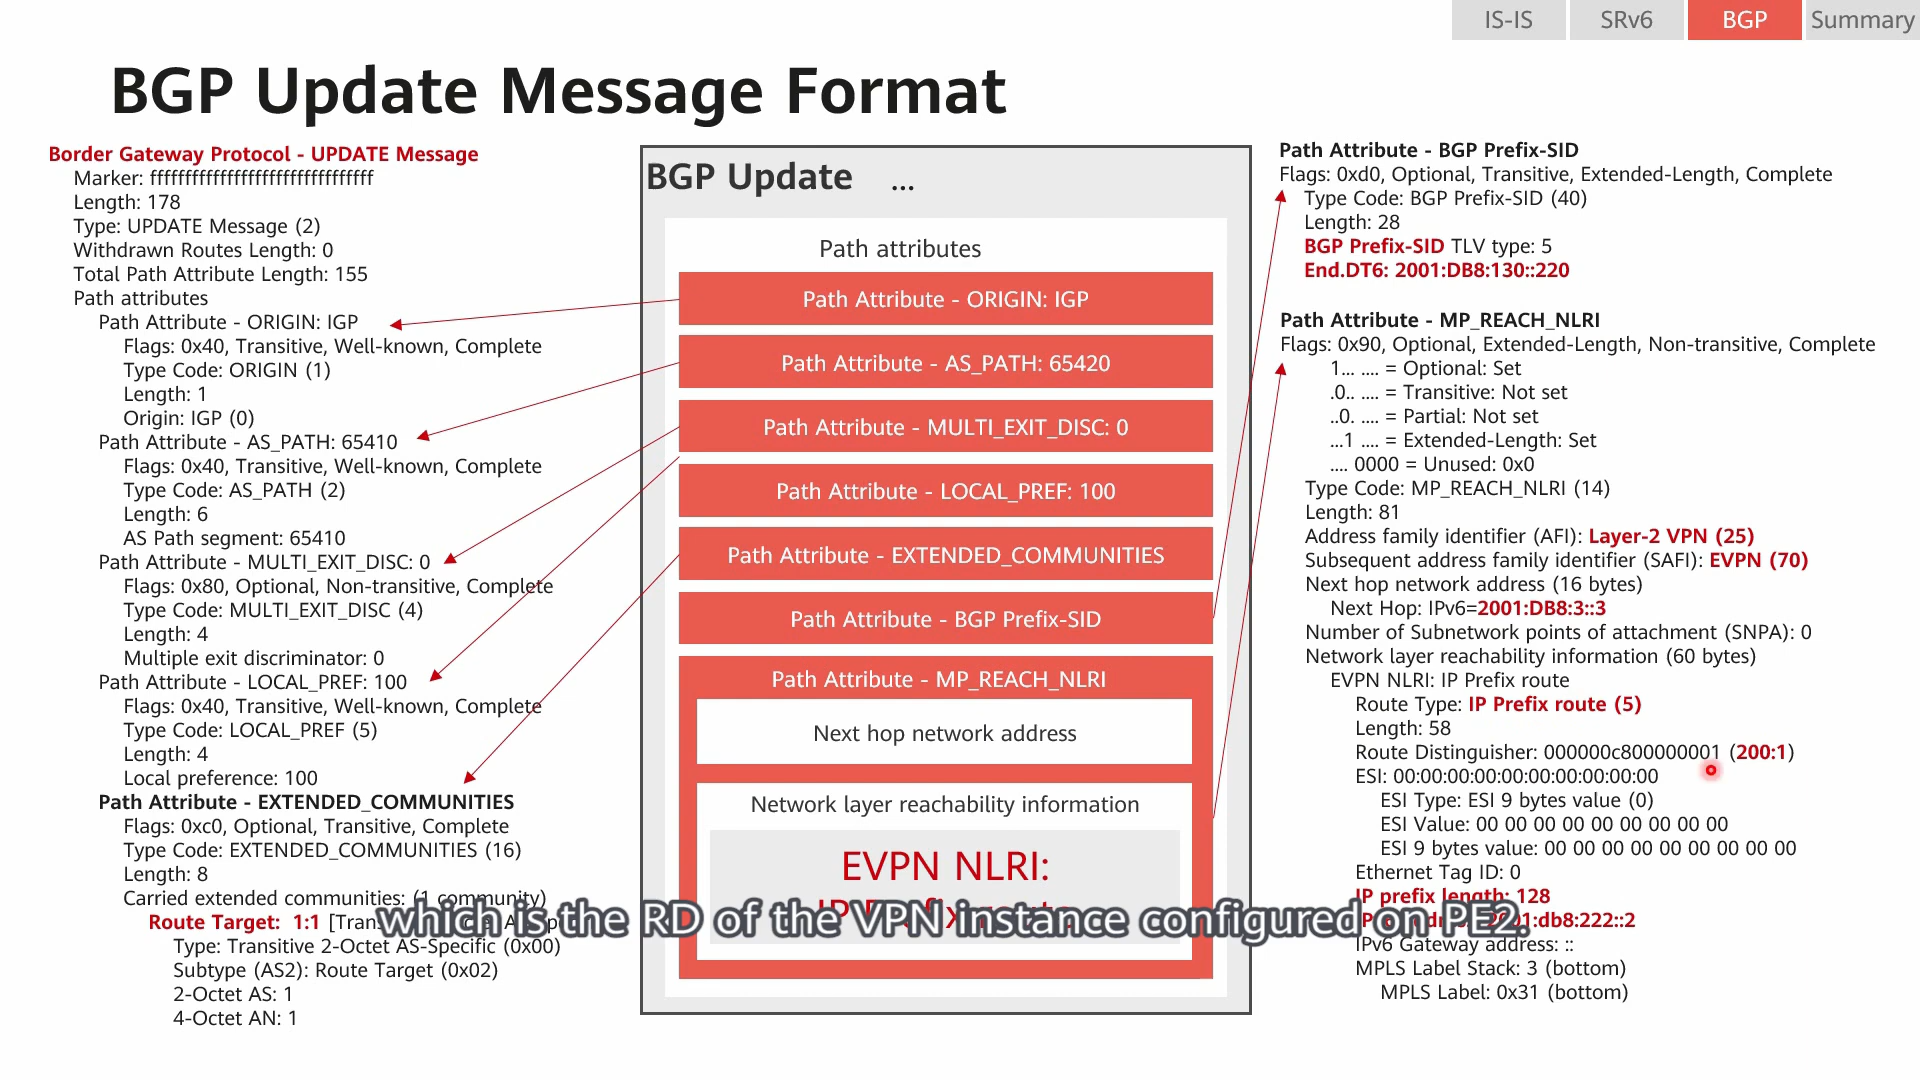 IS-IS
SRv6
BGP
Summary
BGP Update Message Format
Border Gateway Protocol - UPDATE Message
Marker: ffffffffffffffffffffffffffffffff
Length: 178
Type: UPDATE Message (2)
Withdrawn Routes Length: 0
Total Path Attribute Length: 155
Path attributes
Path Attribute - ORIGIN: IGP
Flags: 0x40, Transitive, Well-known, Complete
Type Code: ORIGIN (1)
Length: 1
Origin: IGP (0)
Path Attribute - AS_PATH: 65410
Flags: 0x40, Transitive, Well-known, Complete
Type Code: AS_PATH (2)
Length: 6
AS Path segment: 65410
Path Attribute - MULTI_EXIT_DISC: 0
Flags: 0x80, Optional, Non-transitive, Complete
Type Code: MULTI_EXIT_DISC (4)
Length: 4
Multiple exit discriminator: 0
Path Attribute - LOCAL_PREF: 100
Flags: 0x40, Transitive, Well-known, Complete
Type Code: LOCAL_PREF (5)
Length: 4
Local preference: 100
Path Attribute - EXTENDED_COMMUNITIES
Flags: 0xc0, Optional, Transitive, Complete
Type Code: EXTENDED_COMMUNITIES (16)
Length: 8
Carried extended communities: (1 community)
Route Target: 1:1
Type: Transitive 2-Octet AS-Specific (0x00)
Subtype (AS2): Route Target (0x02)
2-Octet AS: 1
4-Octet AN: 1
BGP Update ...
Path attributes
Path Attribute - ORIGIN: IGP
Path Attribute - AS_PATH: 65420
Path Attribute - MULTI_EXIT_DISC: 0
Path Attribute - LOCAL_PREF: 100
Path Attribute - EXTENDED_COMMUNITIES
Path Attribute - BGP Prefix-SID
Path Attribute - MP_REACH_NLRI
Next hop network address
Network layer reachability information
EVPN NLRI:
Path Attribute - BGP Prefix-SID
Flags: 0xd0, Optional, Transitive, Extended-Length, Complete
Type Code: BGP Prefix-SID (40)
Length: 28
BGP Prefix-SID TLV type: 5
End.DT6: 2001:DB8:130::220
Path Attribute - MP_REACH_NLRI
Flags: 0x90, Optional, Extended-Length, Non-transitive, Complete
1... .... = Optional: Set
.0.. .... = Transitive: Not set
..0. .... = Partial: Not set
...1 .... = Extended-Length: Set
.... 0000 = Unused: 0x0
Type Code: MP_REACH_NLRI (14)
Length: 81
Address family identifier (AFI): Layer-2 VPN (25)
Subsequent address family identifier (SAFI): EVPN (70)
Next hop network address (16 bytes)
Next Hop: IPv6=2001:DB8:3::3
Number of Subnetwork points of attachment (SNPA): 0
Network layer reachability information (60 bytes)
EVPN NLRI: IP Prefix route
Route Type: IP Prefix route (5)
Length: 58
Route Distinguisher: 000000c800000001 (200:1)
ESI: 00:00:00:00:00:00:00:00:00:00
ESI Type: ESI 9 bytes value (0)
ESI Value: 00 00 00 00 00 00 00 00 00
ESI 9 bytes value: 00 00 00 00 00 00 00 00 00
Ethernet Tag ID: 0
IP prefix length: 128
2001:db8:222::2
IPv6 Gateway address: ::
MPLS Label Stack: 3 (bottom)
MPLS Label: 0x31 (bottom)
which is the RD of the VPN instance configured on PE2.